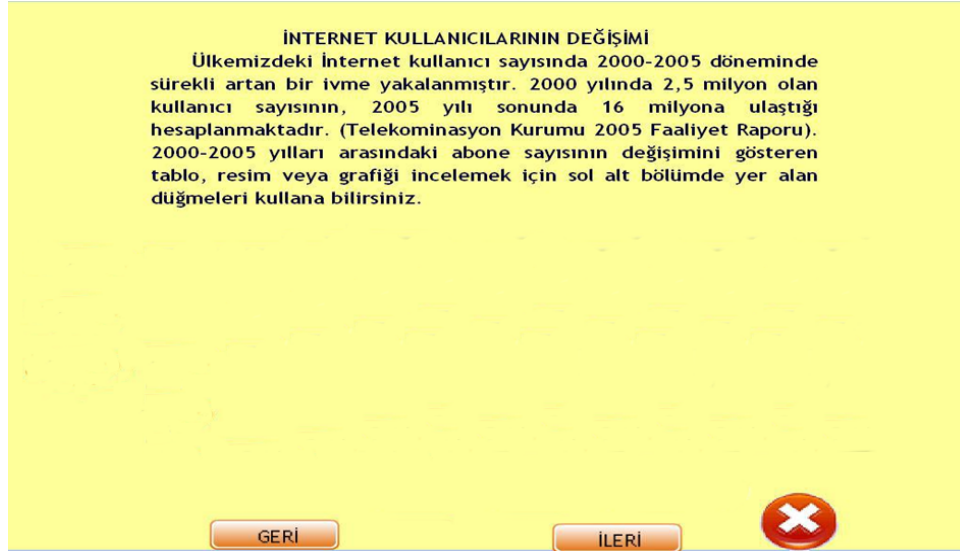 İNTERNET KULLANICILARININ DEĞİŞİMİ
Ülkemizdeki İnternet kullanıcı sayısında 2000-2005 döneminde
sürekli artan bir ivme yakalanmıştır. 2000 yılında 2,5 milyon olan
kullanıcı sayısının, 2005 yılı sonunda 16 milyona ulaştığı
hesaplanmaktadır. (Telekominasyon Kurumu 2005 Faaliyet Raporu).
2000-2005 yılları arasındaki abone sayısının değişimini gösteren
tablo, resim veya grafiği incelemek için sol alt bölümde yer alan
düğmeleri kullana bilirsiniz.
GERİ
İLERİ